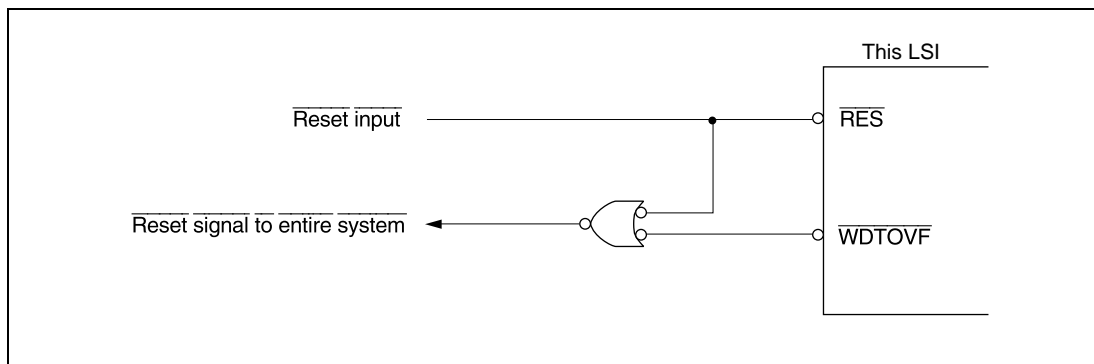 This LSI
Reset input
RES
Reset signal to entire system
WDTOVF